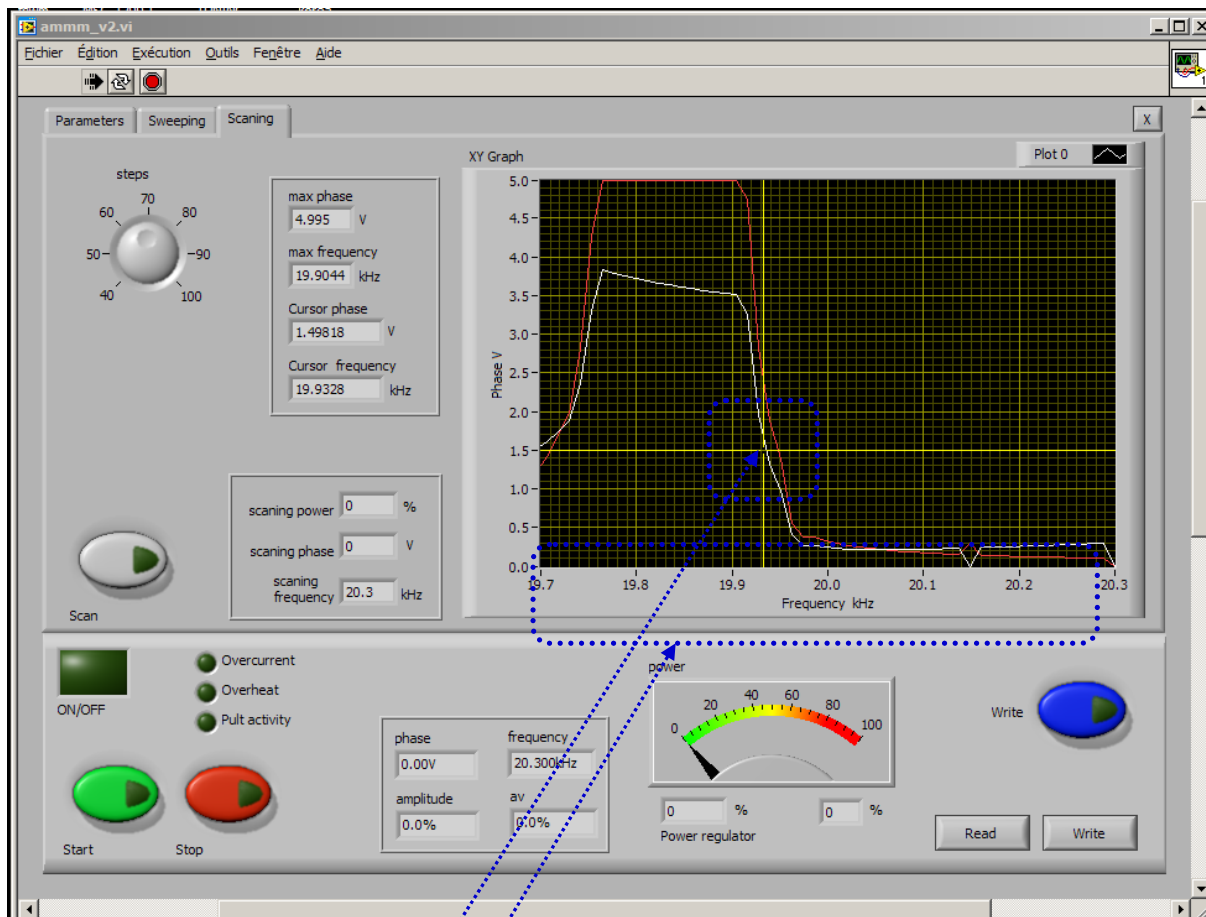 ammm_v2.vi
Fichier Édition Exécution Outils Fenêtre Aide
1
Parameters Sweeping Scaning
X
steps
40 50 60 70 80 90 100
max phase
4.995 V
max frequency
19.9044 kHz
Cursor phase
1.49818 V
Cursor frequency
19.9328 kHz
XY Graph
Plot 0
Phase V
5.0
4.5
4.0
3.5
3.0
2.5
2.0
1.5
1.0
0.5
0.0
19.7 19.8 19.9 20.0 20.1 20.2 20.3
Frequency kHz
scaning power 0 %
scaning phase 0 V
scaning
frequency 20.3 kHz
Scan
ON/OFF
Overcurrent
Overheat
Pult activity
Start
Stop
phase
0.00V
frequency
20.300kHz
amplitude
0.0%
av
0.0%
power
0 20 40 60 80 100
0 % 0 %
Power regulator
Write
Read Write